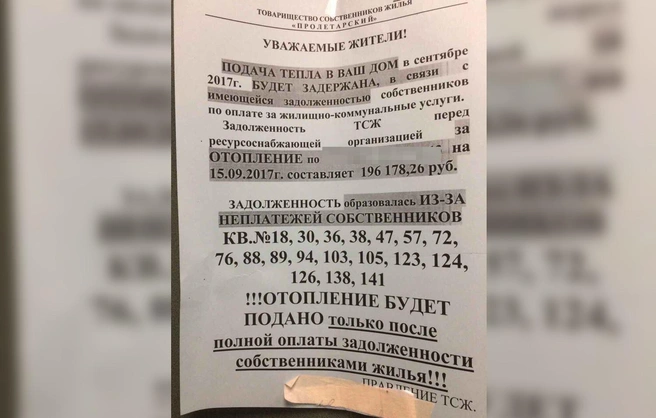 ТОВАРИЩЕСТВО СОБСТВЕННИКОВ ЖИЛЬЯ
«ПРОЛЕТАРСКИЙ»
УВАЖАЕМЫЕ ЖИТЕЛИ!
ПОДАЧА ТЕПЛА В ВАШ ДОМ в сентябре
2017г. БУДЕТ ЗАДЕРЖАНА, в связи с
имеющейся задолженностью собственников
по оплате за жилищно-коммунальные услуги.
Задолженность ТСЖ перед
ресурсоснабжающей организацией за
ОТОПЛЕНИЕ по на
15.09.2017г. составляет 196 178,26 руб.
ЗАДОЛЖЕННОСТЬ образовалась ИЗ-ЗА
НЕПЛАТЕЖЕЙ СОБСТВЕННИКОВ
КВ.№18, 30, 36, 38, 47, 57, 72,
76, 88, 89, 94, 103, 105, 123, 124,
126, 138, 141
!!!ОТОПЛЕНИЕ БУДЕТ
ПОДАНО только после
полной оплаты задолженности
собственниками жилья!!!
ПРАВЛЕНИЕ ТСЖ.